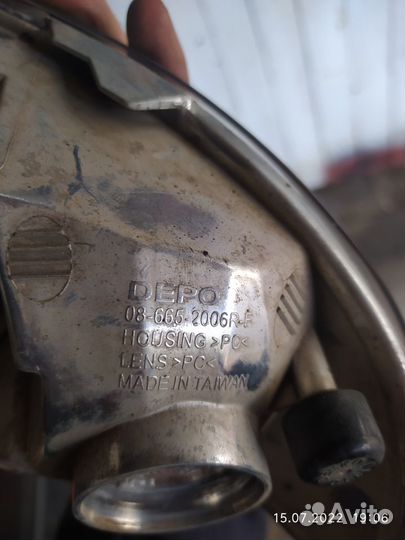 DEPO
08-665-2006R-F
HOUSING >PC<
LENS >PC<
MADE IN TAIWAN
Avito
15.07.2022 19:06